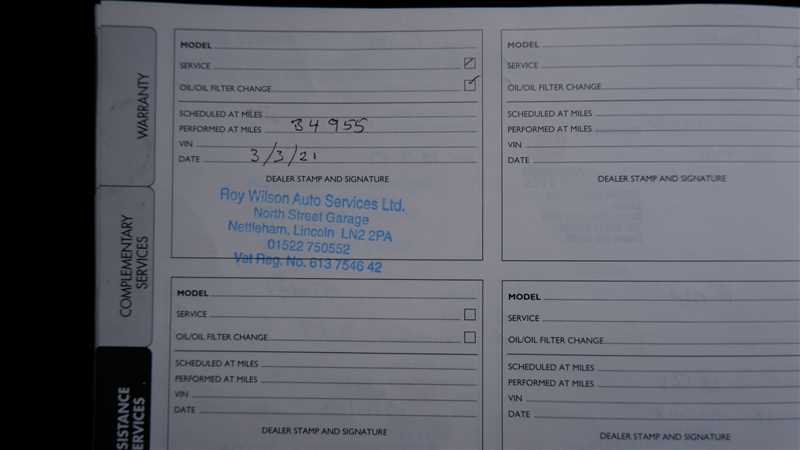 WARRANTY
COMPLEMENTARY
SERVICES
SISTANCE
ERVICES
MODEL
SERVICE
OIL/OIL FILTER CHANGE
SCHEDULED AT MILES
PERFORMED AT MILES 34955
VIN
DATE 3/3/21
DEALER STAMP AND SIGNATURE
Roy Wilson Auto Services Ltd.
North Street Garage
Nettleham, Lincoln LN2 2PA
01522 750552
Vat Reg. No. 613 7546 42
MODEL
SERVICE
OIL/OIL FILTER CHANGE
SCHEDULED AT MILES
PERFORMED AT MILES
VIN
DATE
DEALER STAMP AND SIGNATURE
MODEL
SERVICE
OIL/OIL FILTER CHANGE
SCHEDULED AT MILES
PERFORMED AT MILES
VIN
DATE
DEALER STAMP AND SIGNATURE
MODEL
SERVICE
OIL/OIL FILTER CHANGE
SCHEDULED AT MILES
PERFORMED AT MILES
VIN
DATE
DEALER STAMP AND SIGNATURE